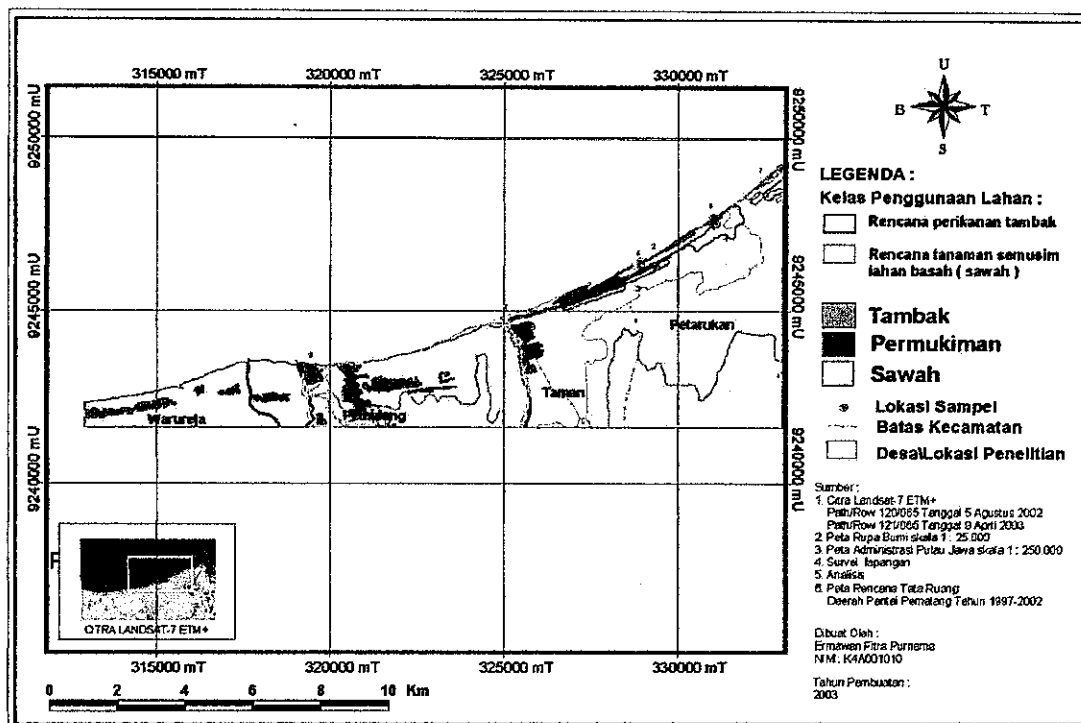 315000 mT 320000 mT 325000 mT 330000 mT
9250000 mU
9245000 mU
9240000 mU
9250000 mU
9245000 mU
9240000 mU
Petarukan
Taman
Warureja
CITRA LANDSAT-7 ETM+
315000 mT 320000 mT 325000 mT 330000 mT
0 2 4 6 8 10 Km
U
B T
S
LEGENDA :
Kelas Penggunaan Lahan :
Rencana perikanan tambak
Rencana tanaman semusim
lahan basah ( sawah )
Tambak
Permukiman
Sawah
Lokasi Sampel
Batas Kecamatan
Desa\Lokasi Penelitian
Sumber :
1. Citra Landsat-7 ETM+
Path/Row 120/065 Tanggal 5 Agustus 2002
Path/Row 121/065 Tanggal 9 April 2003
2. Peta Rupa Bumi skala 1 : 25.000
3. Peta Administrasi Pulau Jawa skala 1 : 250.000
4. Survei lapangan
5. Analisis
6. Peta Rencana Tata Ruang
Daerah Pantai Pemalang Tahun 1997-2002
Dibuat Oleh :
Ermawan Fitra Purnama
NIM : K4A001010
Tahun Pembuatan :
2003